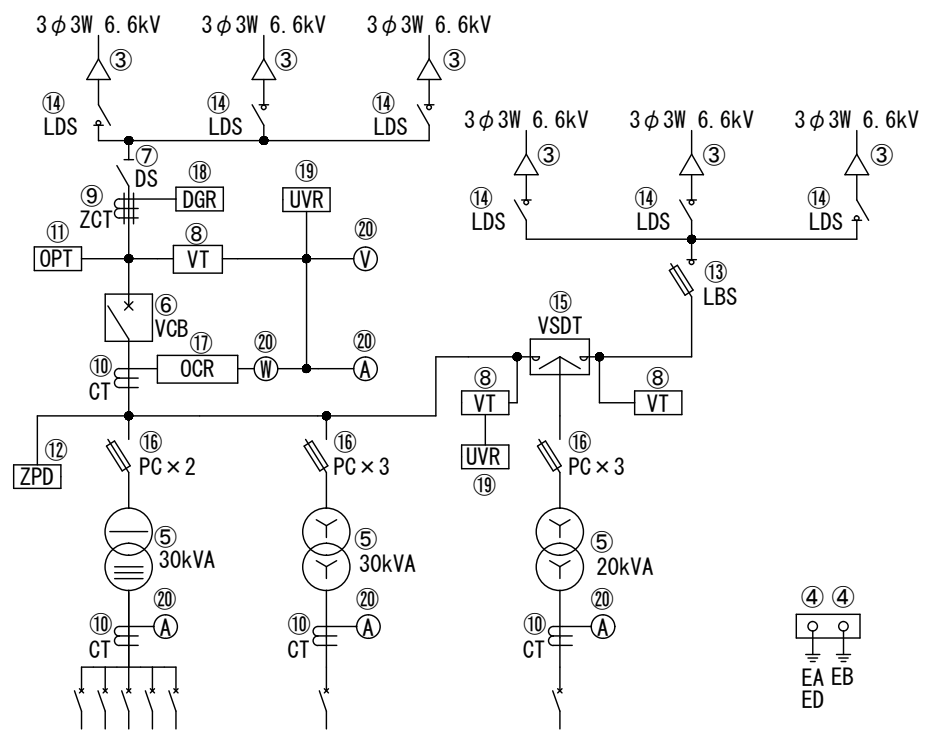 3φ3W 6.6kV 3φ3W 6.6kV 3φ3W 6.6kV
③ ③ ③
⑭ ⑭ ⑭
LDS LDS LDS
3φ3W 6.6kV 3φ3W 6.6kV 3φ3W 6.6kV
③ ③ ③
⑭ ⑭ ⑭
LDS LDS LDS
⑦
DS
⑨
ZCT
⑱
DGR
⑲
UVR
⑪
OPT
⑧
VT
⑳
V
⑬
LBS
⑥
VCB
⑮
VSDT
⑩
CT
⑰
OCR
⑳
W
⑳
A
⑧
VT
⑧
VT
UVR
⑲
⑫
ZPD
⑯
PC×2
⑯
PC×3
⑯
PC×3
⑤
30kVA
⑤
30kVA
⑤
20kVA
⑩
CT
⑳
A
⑩
CT
⑳
A
⑩
CT
⑳
A
④ ④
EA EB
ED